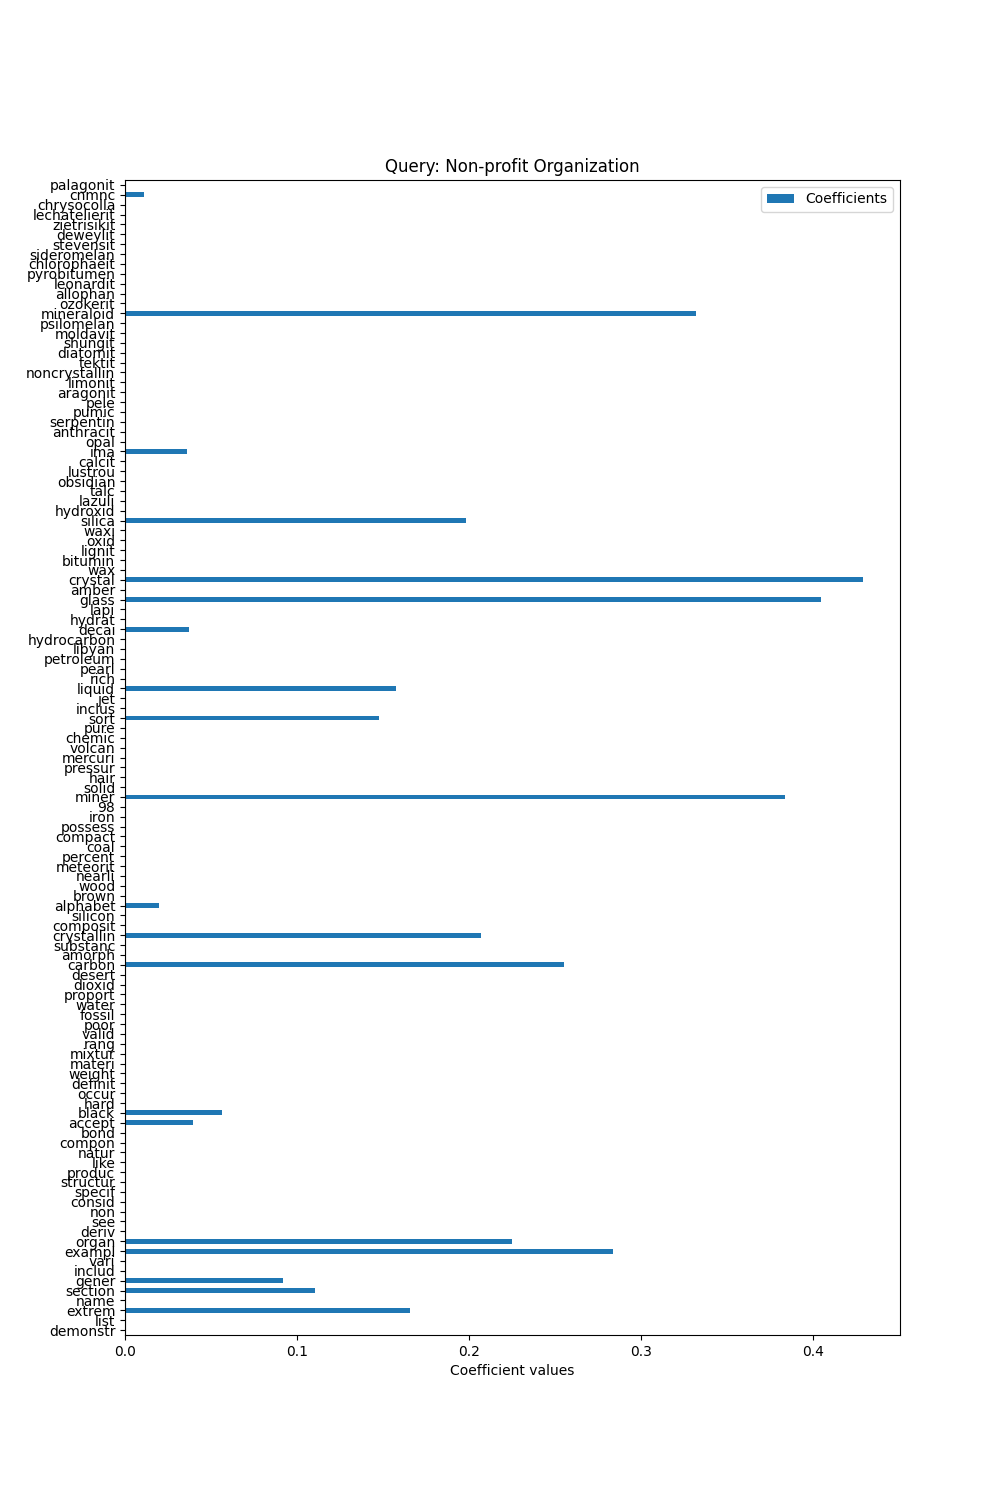 Query: Non-profit Organization
Coefficients
palagonit
cnmnc
chrysocolla
lechatelierit
zietrisikit
deweylit
stevensit
sideromelan
chlorophaeit
pyrobitumen
leonardit
allophan
ozokerit
mineraloid
psilomelan
moldavit
shungit
diatomit
tektit
noncrystallin
limonit
aragonit
pele
pumic
serpentin
anthracit
opal
ima
calcit
lustrou
obsidian
talc
lazuli
hydroxid
silica
waxi
oxid
lignit
bitumin
wax
crystal
amber
glass
lapi
hydrat
decai
hydrocarbon
libyan
petroleum
pearl
rich
liquid
jet
inclus
sort
pure
chemic
volcan
mercuri
pressur
hair
solid
miner
98
iron
possess
compact
coal
percent
meteorit
nearli
wood
brown
alphabet
silicon
composit
crystallin
substanc
amorph
carbon
desert
dioxid
proport
water
fossil
poor
valid
rang
mixtur
materi
weight
definit
occur
hard
black
accept
bond
compon
natur
like
produc
structur
specif
consid
non
see
deriv
organ
exampl
vari
includ
gener
section
name
extrem
list
demonstr
0.0 0.1 0.2 0.3 0.4
Coefficient values